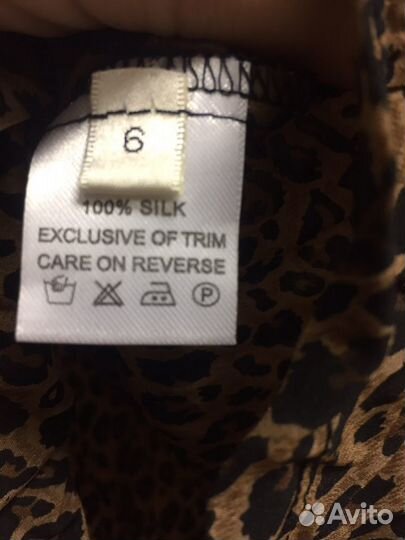 6
100% SILK
EXCLUSIVE OF TRIM
CARE ON REVERSE
P
Avito